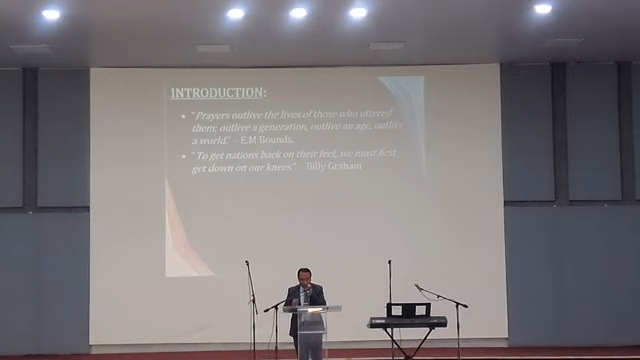 INTRODUCTION:
• "Prayers outlive the lives of those who uttered
them; outlive a generation, outlive an age, outlive
a world" - E.M Bounds.
• "To get nations back on their feet, we must first
get down on our knees." Billy Graham